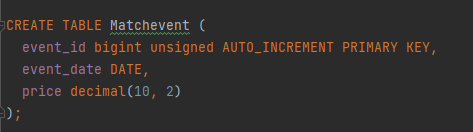 CREATE TABLE Matchevent (
event_id bigint unsigned AUTO_INCREMENT PRIMARY KEY,
event_date DATE,
price decimal(10, 2)
);